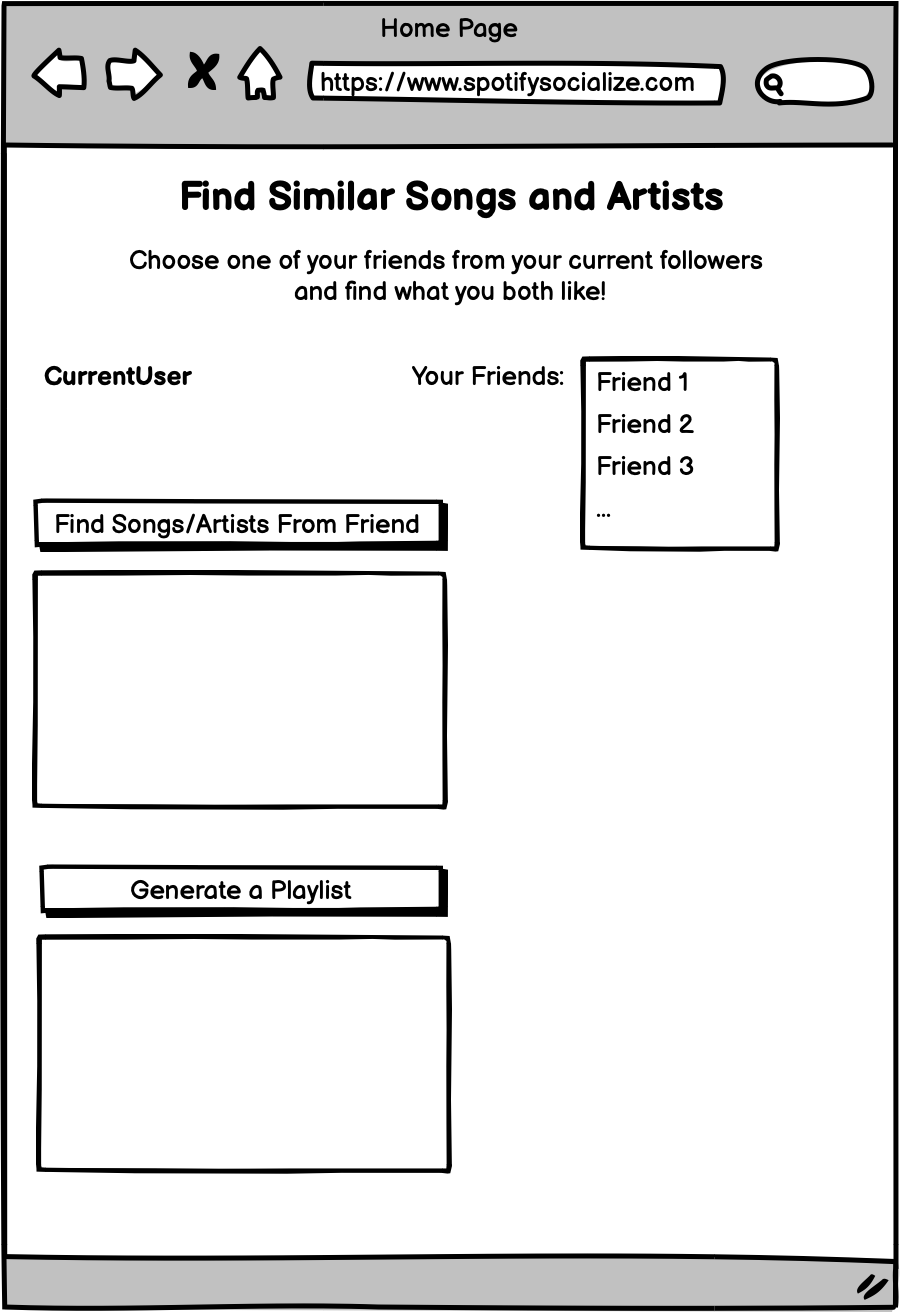 Home Page
https://www.spotifysocialize.com
Find Similar Songs and Artists
Choose one of your friends from your current followers
and find what you both like!
CurrentUser
Your Friends:
Friend 1
Friend 2
Friend 3
...
Find Songs/Artists From Friend
Generate a Playlist